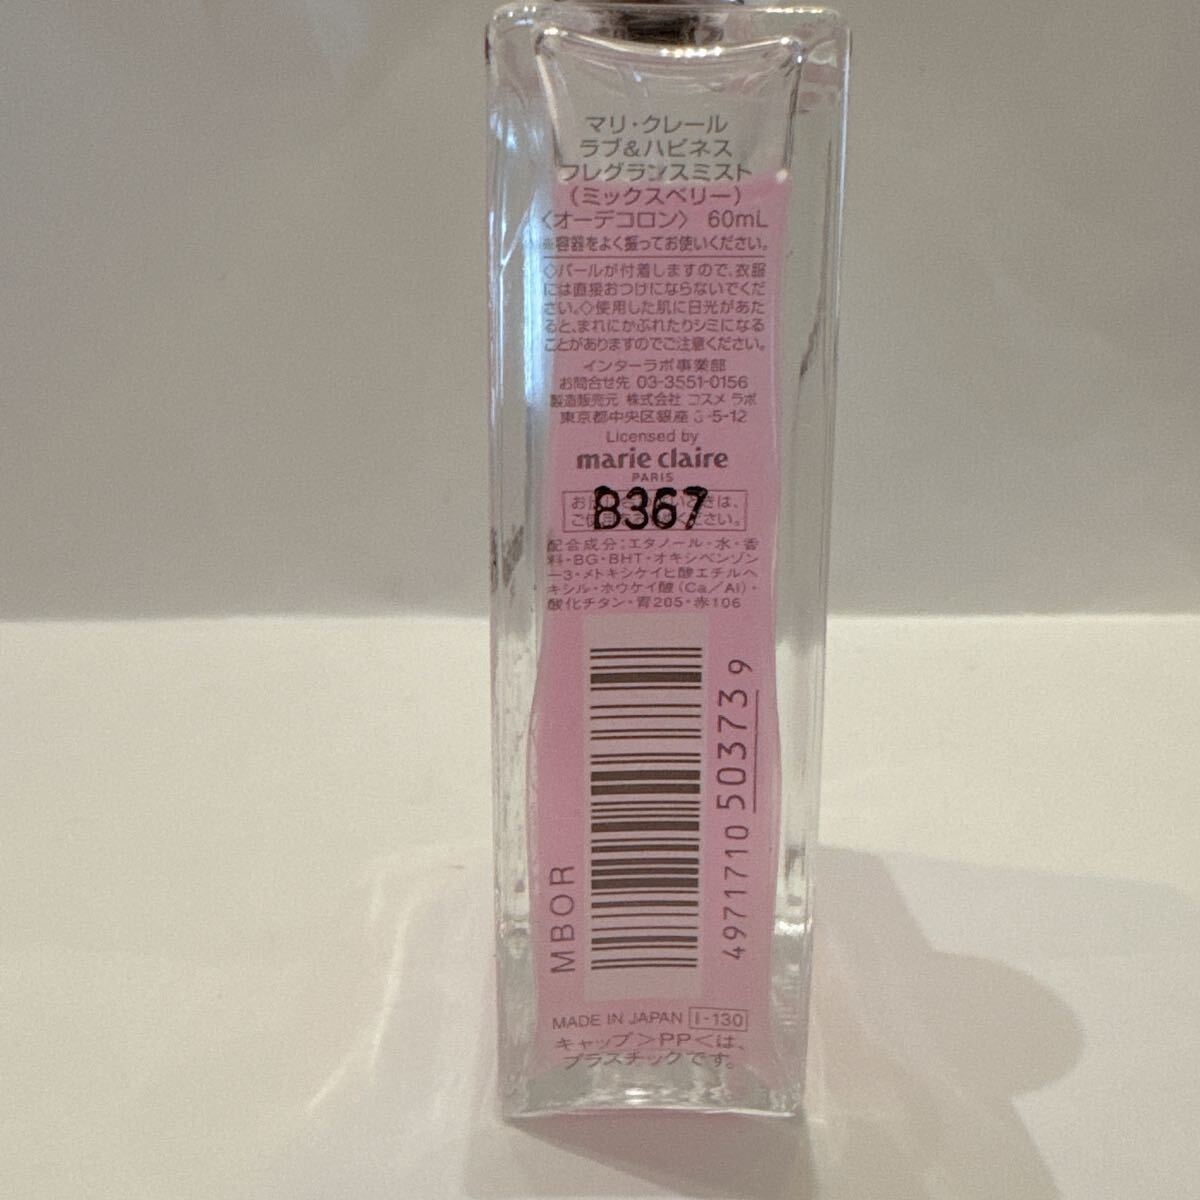 マリ・クレール
ラブ&ハピネス
フレグランスミスト
(ミックスベリー)
〈オーデコロン〉 60mL
※容器をよく振ってお使いください。
◇パールが付着しますので、衣服
には直接おつけにならないでくだ
さい。◇使用した肌に日光があた
ると、まれにかぶれたりシミになる
ことがありますのでご注意ください。
インターラボ事業部
お問合せ先 03-3551-0156
製造販売元 株式会社 コスメ ラボ
東京都中央区銀座 -5-12
Licensed by
marie claire
PARIS
B367
お は、
ご ださい。
配合成分:エタノール・水・香
料・BG・BHT・オキシベンゾン
-3・メトキシケイヒ酸エチルヘ
キシル・ホウケイ酸(Ca/Al)・
酸化チタン・青205・赤106
MBOR
4971710503739
MADE IN JAPAN I-130
キャップ>PP<は、
プラスチックです。